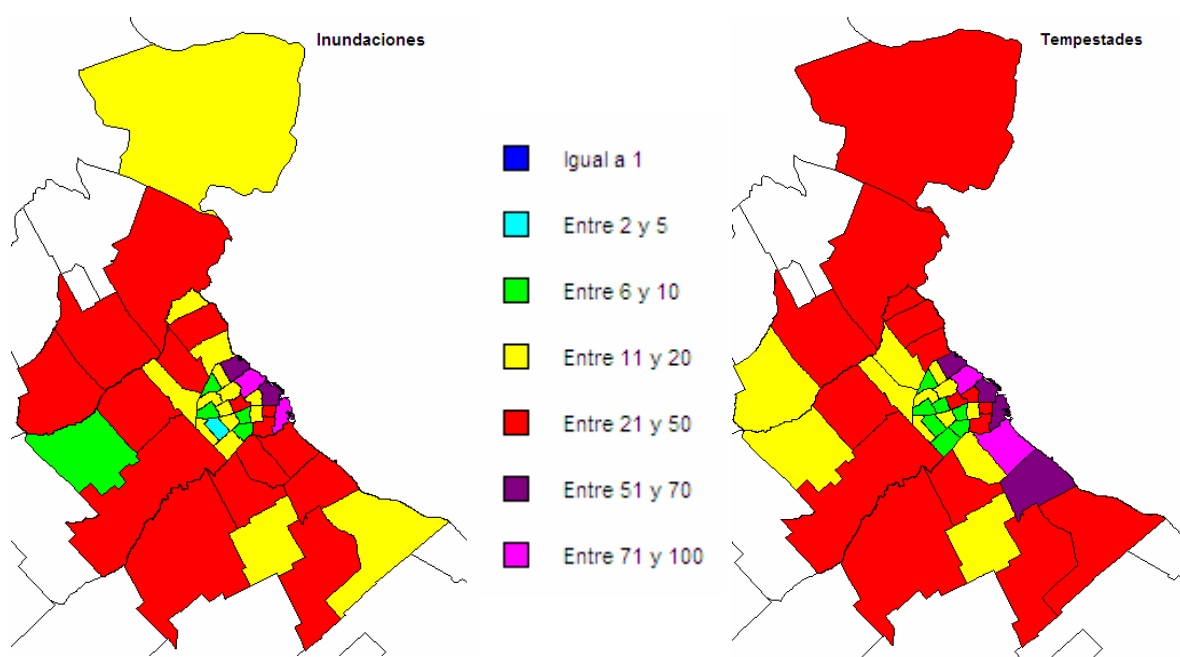 Inundaciones
Tempestades
Igual a 1
Entre 2 y 5
Entre 6 y 10
Entre 11 y 20
Entre 21 y 50
Entre 51 y 70
Entre 71 y 100